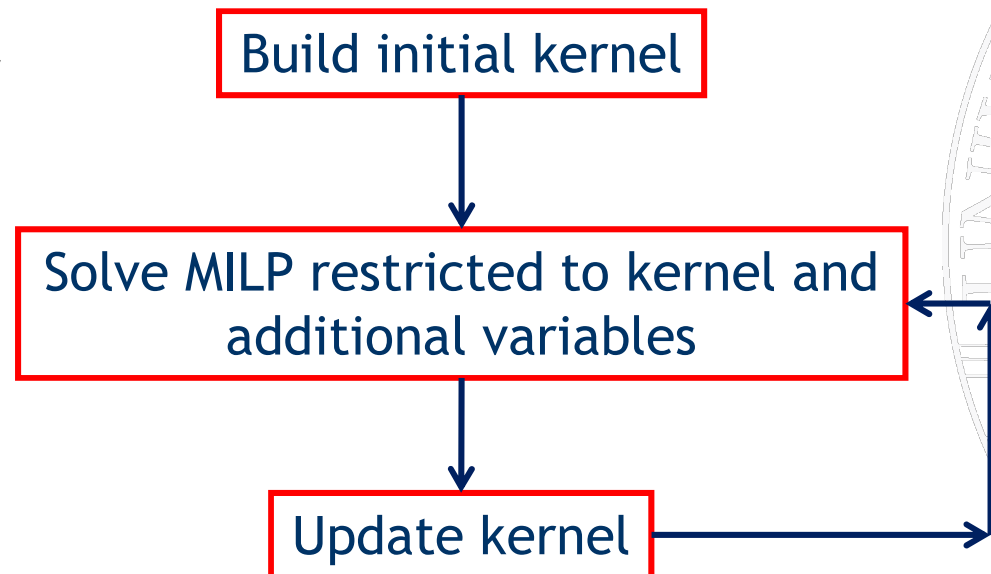 Build initial kernel
Solve MILP restricted to kernel and
additional variables
Update kernel